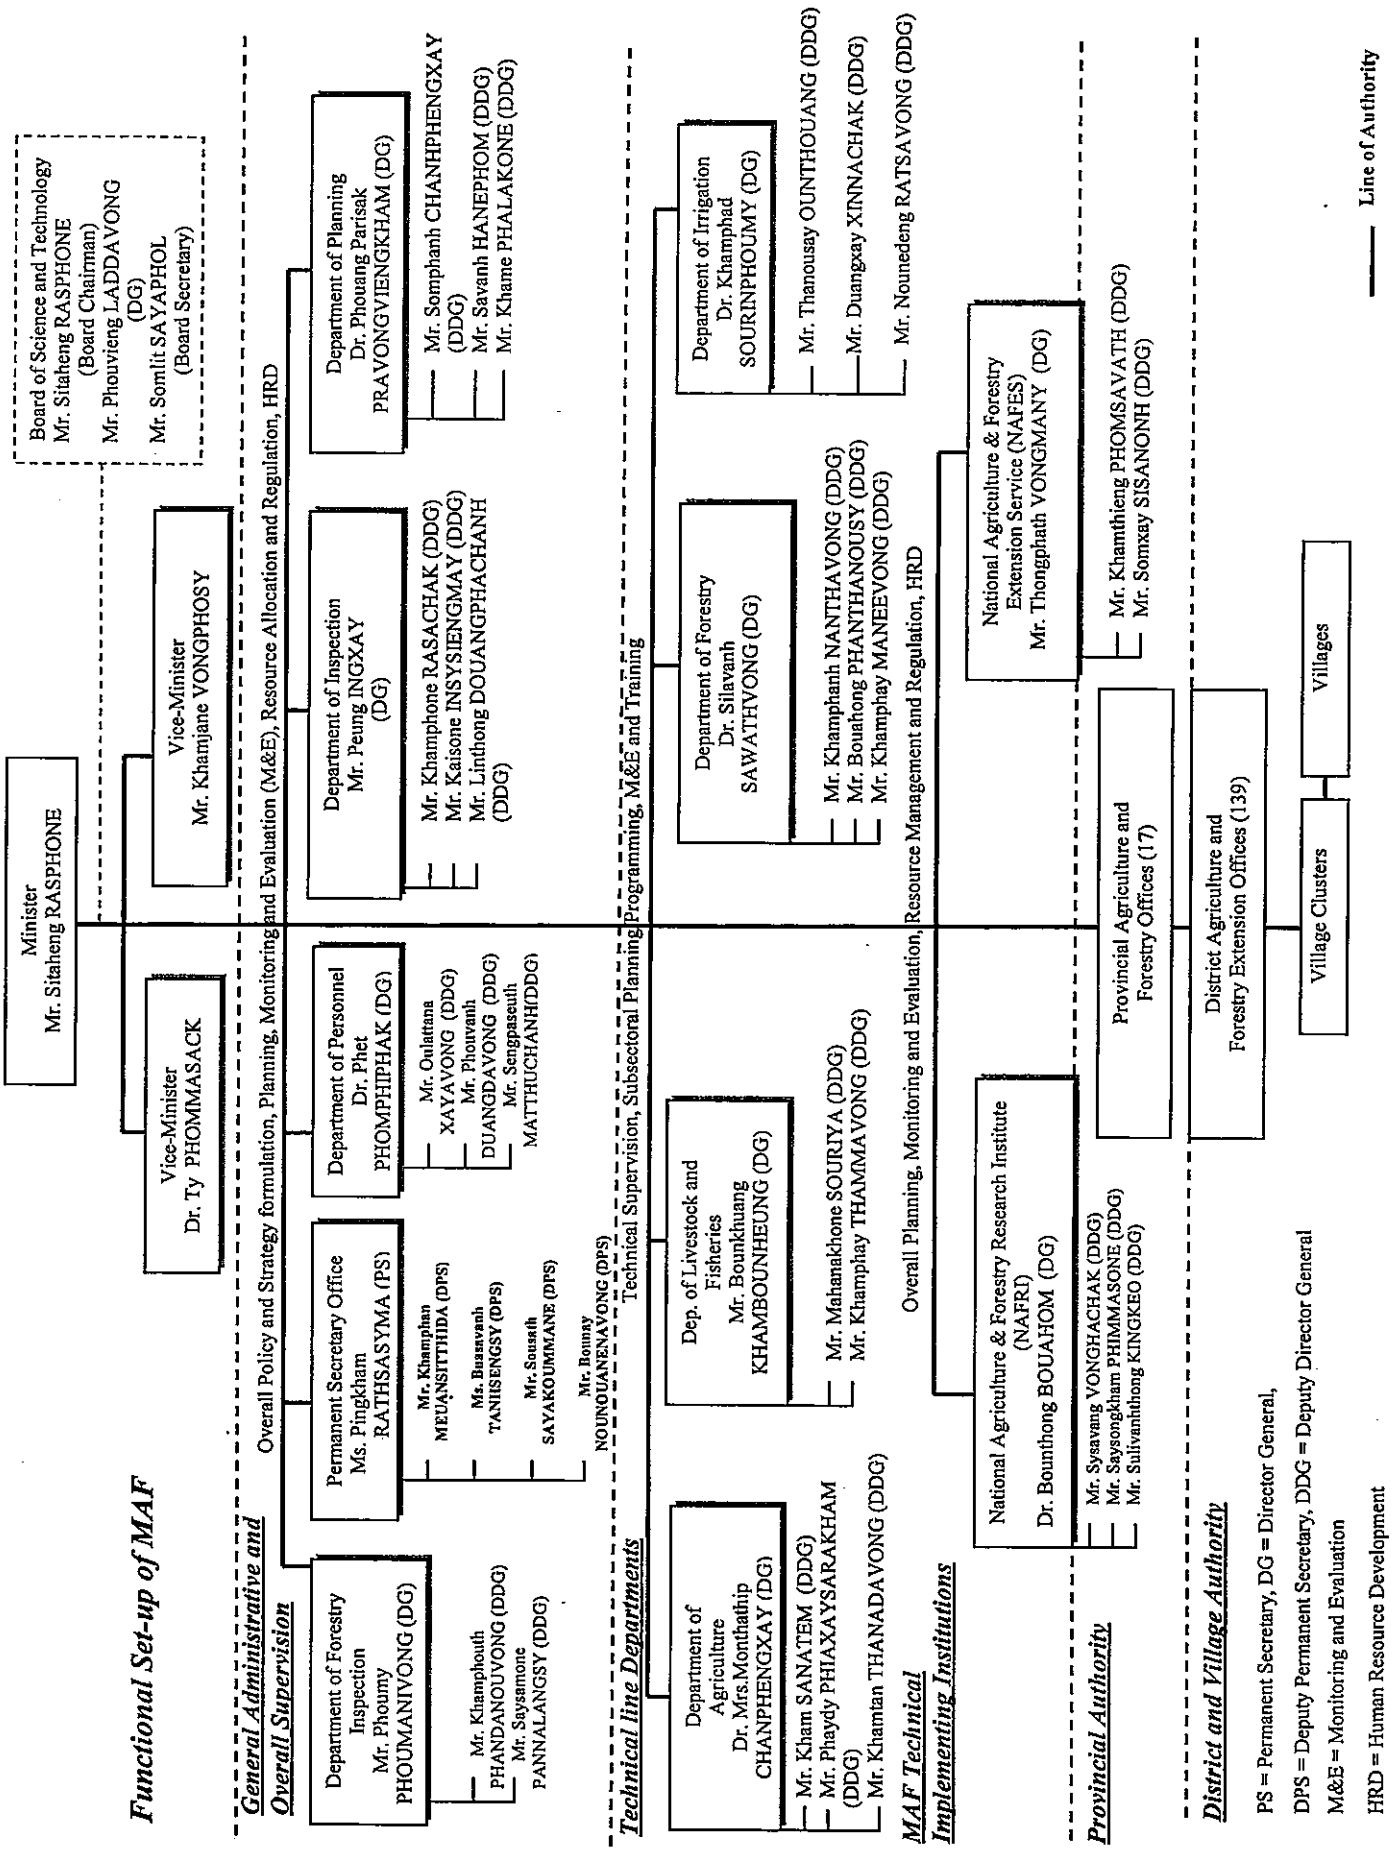 Functional Set-up of MAF
Minister
Mr. Sitaheng RASPHONE
Board of Science and Technology
Mr. Sitaheng RASPHONE
(Board Chairman)
Mr. Phouvieng LADDAVONG
(DG)
Mr. Somlit SAYAPHOL
(Board Secretary)
Vice-Minister
Dr. Ty PHOMMASACK
Vice-Minister
Mr. Khamjane VONGPHOSY
General Administrative and
Overall Supervision
Overall Policy and Strategy formulation, Planning, Monitoring and Evaluation (M&E), Resource Allocation and Regulation, HRD
Department of Forestry
Inspection
Mr. Phoumy
PHOUMANIVONG (DG)
Mr. Khamphouth
PHANDANOUVONG (DDG)
Mr. Saysamone
PANNALANGSY (DDG)
Permanent Secretary Office
Ms. Pingkham
RATHSASYMA (PS)
Mr. Khamphan
MEUANSITTHIDA (DPS)
Ms. Buasavanh
TANHSENGSY (DPS)
Mr. Sousath
SAYAKOUMMANE (DPS)
Mr. Bounay
NOUNOUANENAVONG (DPS)
Department of Personnel
Dr. Phet
PHOMPHIPHAK (DG)
Mr. Oulattana
XAYAVONG (DDG)
Mr. Phouvanh
DUANGDAVONG (DDG)
Mr. Sengpaseuth
MATTHUCHANH(DDG)
Department of Inspection
Mr. Peung INGXAY
(DG)
Mr. Khamphone RASACHAK (DDG)
Mr. Kaisone INSYSIENGMAY (DDG)
Mr. Linthong DOUANGPHACHANH
(DDG)
Department of Planning
Dr. Phouang Parisak
PRAVONGVIENGKHAM (DG)
Mr. Somphanh CHANHPHENGXAY
(DDG)
Mr. Savanh HANEPHOM (DDG)
Mr. Khame PHALAKONE (DDG)
Technical line Departments
Technical Supervision, Subsectoral Planning, Programming, M&E and Training
Department of
Agriculture
Dr. Mrs.Monthathip
CHANPHENGXAY (DG)
Mr. Kham SANATEM (DDG)
Mr. Phaydy PHIAXAYSARAKHAM
(DDG)
Mr. Khamtan THANADAVONG (DDG)
Dep. of Livestock and
Fisheries
Mr. Bounkhuang
KHAMBOUNHEUNG (DG)
Mr. Mahanakhone SOURIYA (DDG)
Mr. Khamphay THAMMAVONG (DDG)
Department of Forestry
Dr. Silavanh
SAWATHVONG (DG)
Mr. Khamphanh NANTHAVONG (DDG)
Mr. Bouahong PHANTHANOUSY (DDG)
Mr. Khamphay MANEEVONG (DDG)
Department of Irrigation
Dr. Khamphad
SOURINPHOUMY (DG)
Mr. Thanousay OUNTHOUANG (DDG)
Mr. Duangxay XINNACHAK (DDG)
Mr. Nounedeng RATSAVONG (DDG)
MAF Technical
Implementing Institutions
Overall Planning, Monitoring and Evaluation, Resource Management and Regulation, HRD
National Agriculture & Forestry Research Institute
(NAFRI)
Dr. Bounthong BOUAHOM (DG)
Mr. Sysavang VONGHACHAK (DDG)
Mr. Saysongkham PHIMMASONE (DDG)
Mr. Sulivanhthong KINGKEO (DDG)
National Agriculture & Forestry
Extension Service (NAFES)
Mr. Thongphath VONGMANY (DG)
Mr. Khamthieng PHOMSAVATH (DDG)
Mr. Somxay SISANONH (DDG)
Provincial Authority
Provincial Agriculture and
Forestry Offices (17)
District and Village Authority
District Agriculture and
Forestry Extension Offices (139)
Village Clusters
Villages
PS = Permanent Secretary, DG = Director General,
DPS = Deputy Permanent Secretary, DDG = Deputy Director General
M&E = Monitoring and Evaluation
HRD = Human Resource Development
Line of Authority